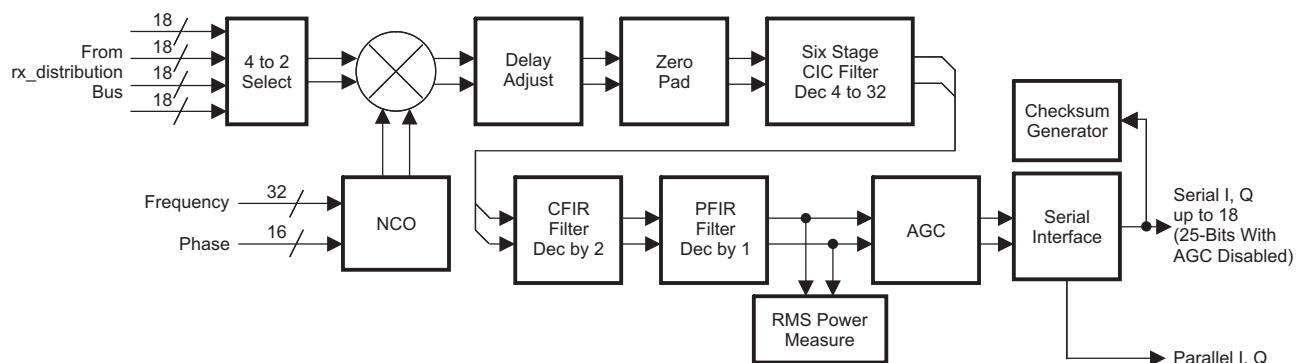 18
18
18
18
From
rx_distribution
Bus
4 to 2
Select
Delay
Adjust
Zero
Pad
Six Stage
CIC Filter
Dec 4 to 32
Checksum
Generator
Frequency
32
Phase
16
NCO
CFIR
Filter
Dec by 2
PFIR
Filter
Dec by 1
AGC
Serial
Interface
Serial I, Q
up to 18
(25-Bits With
AGC Disabled)
RMS Power
Measure
Parallel I, Q